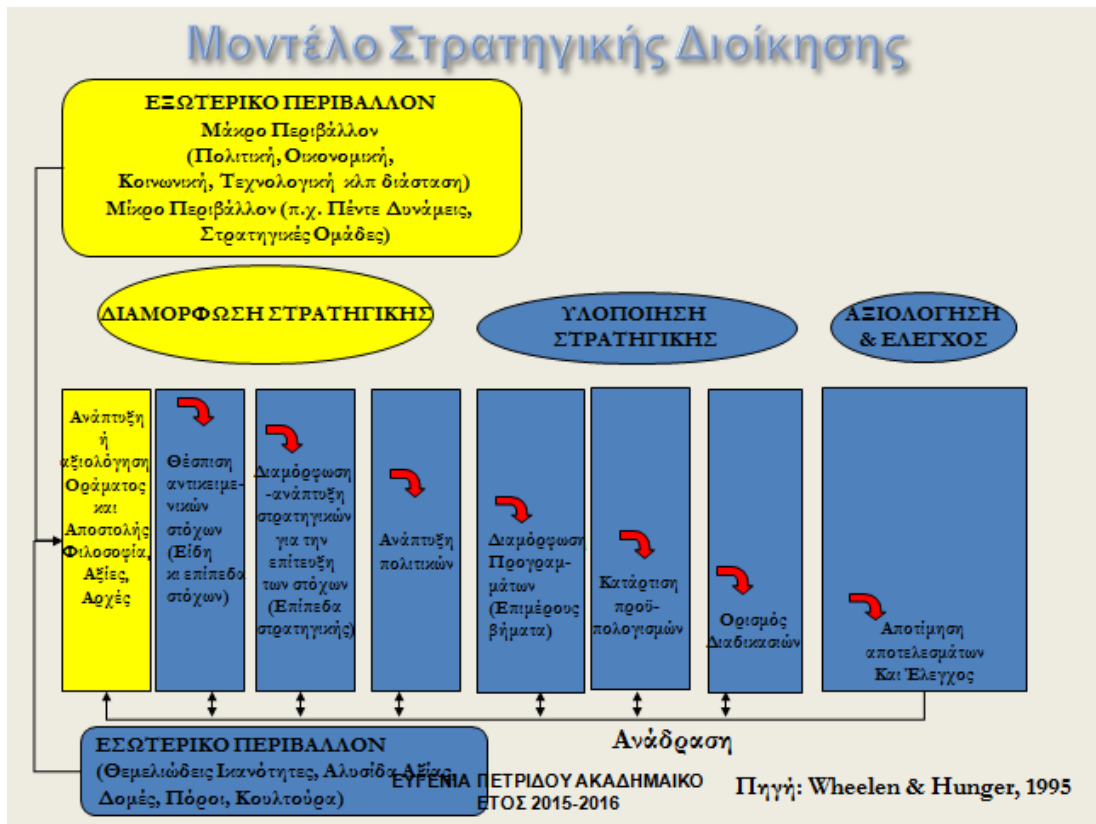 Μοντέλο Στρατηγικής Διοίκησης
ΕΞΩΤΕΡΙΚΟ ΠΕΡΙΒΑΛΛΟΝ
Μάκρο Περιβάλλον
(Πολιτική, Οικονομική,
Κοινωνική, Τεχνολογική κλπ διάσταση)
Μίκρο Περιβάλλον (π.χ. Πέντε Δυνάμεις,
Στρατηγικές Ομάδες)
ΔΙΑΜΟΡΦΩΣΗ ΣΤΡΑΤΗΓΙΚΗΣ
ΥΛΟΠΟΙΗΣΗ
ΣΤΡΑΤΗΓΙΚΗΣ
ΑΞΙΟΛΟΓΗΣΗ
& ΕΛΕΓΧΟΣ
Ανάπτυξη
ή
αξιολόγηση
Οράματος
και
Αποστολής
Φιλοσοφία,
Αξίες,
Αρχές
Θέσπιση
αντικειμε-
νικών
στόχων
(Είδη
κι επίπεδα
στόχων)
Διαμόρφωση
-ανάπτυξη
στρατηγικών
για την
επίτευξη
των στόχων
(Επίπεδα
στρατηγικής)
Ανάπτυξη
πολιτικών
Διαμόρφωση
Προγραμ-
μάτων
(Επιμέρους
βήματα)
Κατάρτιση
προϋ-
πολογισμών
Ορισμός
Διαδικασιών
Αποτίμηση
αποτελεσμάτων
Και Έλεγχος
Ανάδραση
ΕΣΩΤΕΡΙΚΟ ΠΕΡΙΒΑΛΛΟΝ
(Θεμελιώδεις Ικανότητες, Αλυσίδα Αξίας,
Δομές, Πόροι, Κουλτούρα)
ΕΥΓΕΝΙΑ ΠΕΤΡΙΔΟΥ ΑΚΑΔΗΜΑΙΚΟ
ΕΤΟΣ 2015-2016
Πηγή: Wheelen & Hunger, 1995